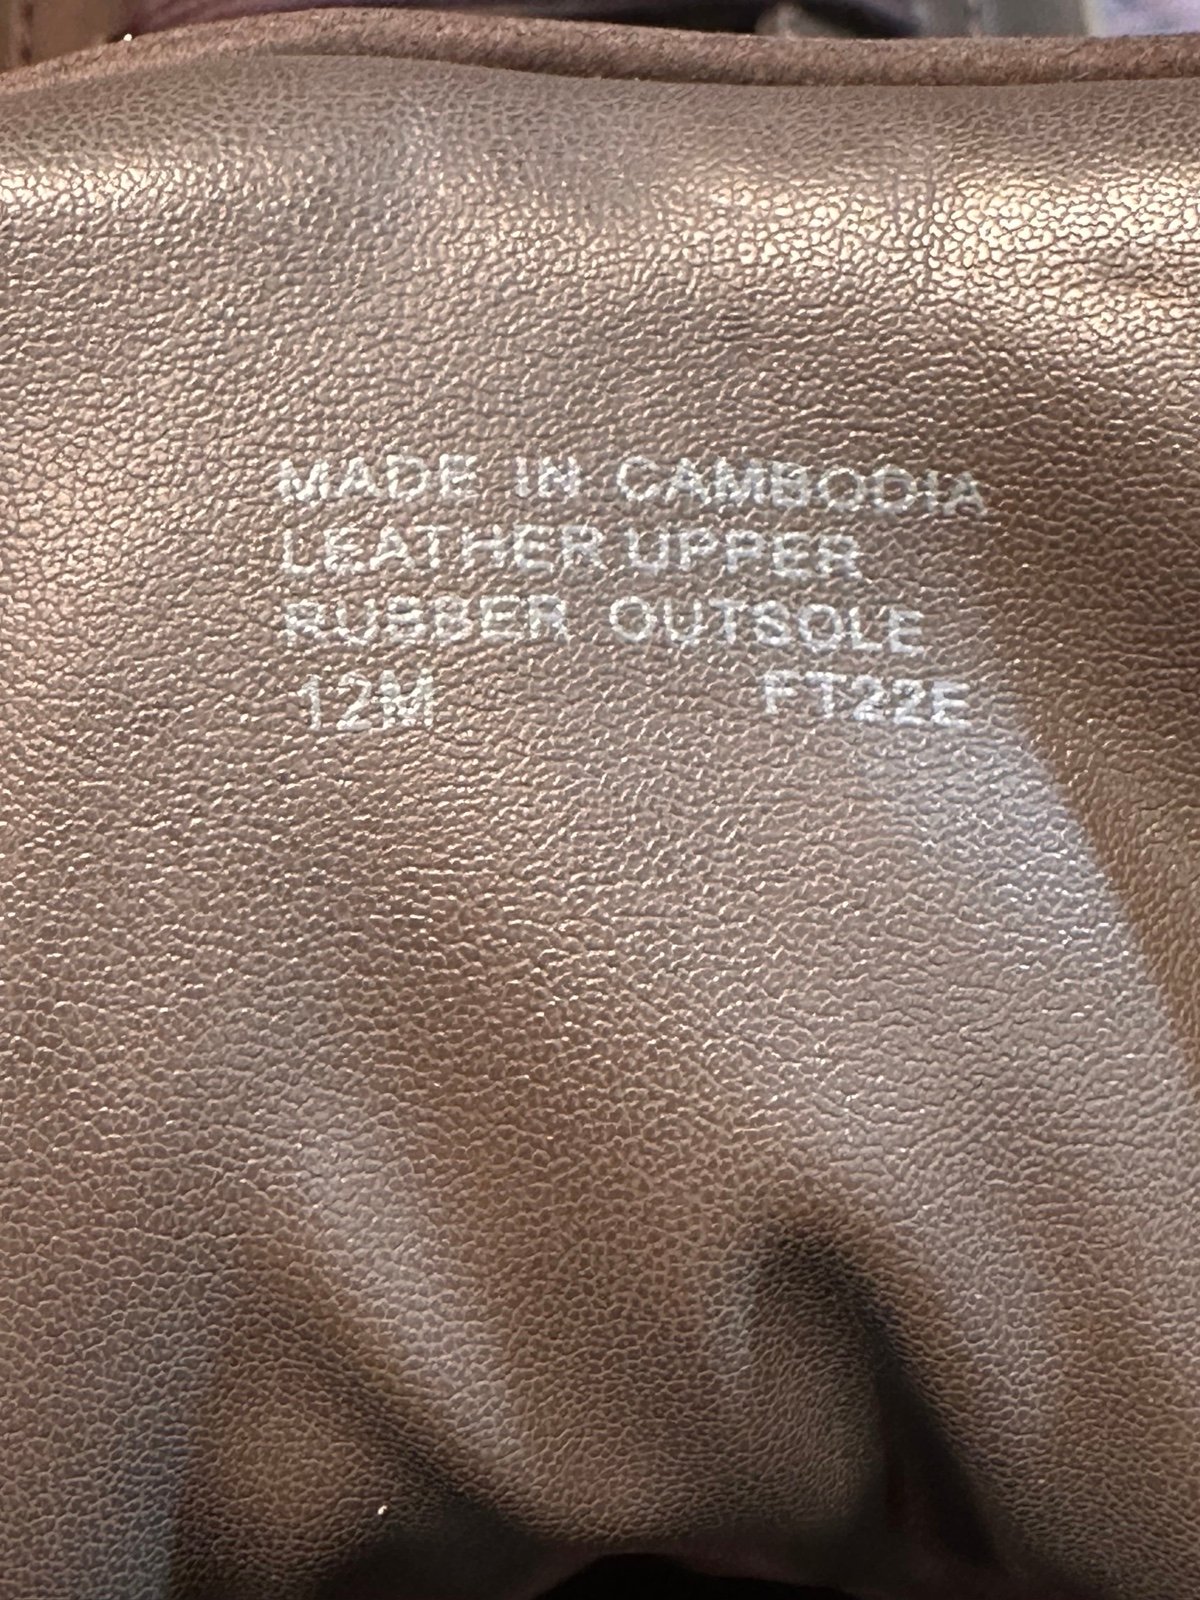 MADE IN CAMBODIA
LEATHER UPPER
RUBBER OUTSOLE
12M FT22E